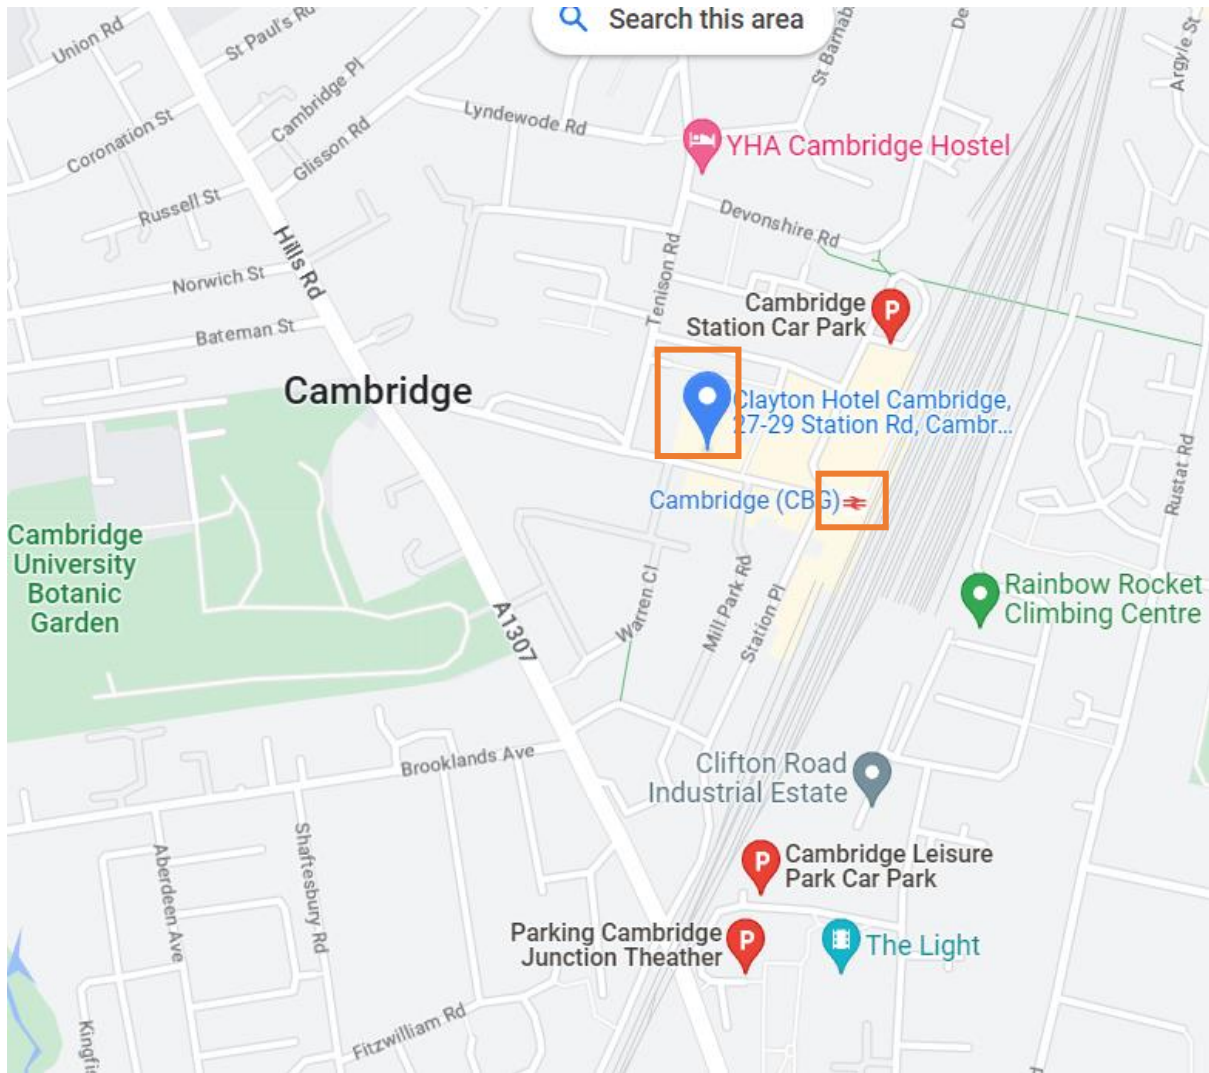 Search this area
Union Rd
St Paul's Rd
St Barnab
De
Argyle St
Coronation St
Cambridge Pl
Glisson Rd
Lyndewode Rd
YHA Cambridge Hostel
Russell St
Devonshire Rd
Hills Rd
Norwich St
Tenison Rd
Bateman St
Cambridge
Station Car Park
P
Cambridge
Clayton Hotel Cambridge,
27-29 Station Rd, Cambr...
Rustat Rd
Cambridge (CBG)
Cambridge
University
Botanic
Garden
A1307
Warren Cl
Mill Park Rd
Station Pl
Rainbow Rocket
Climbing Centre
Brooklands Ave
Clifton Road
Industrial Estate
Shaftesbury Rd
Aberdeen Ave
P
Cambridge Leisure
Park Car Park
Parking Cambridge
Junction Theather
P
The Light
Fitzwilliam Rd
Kingfi